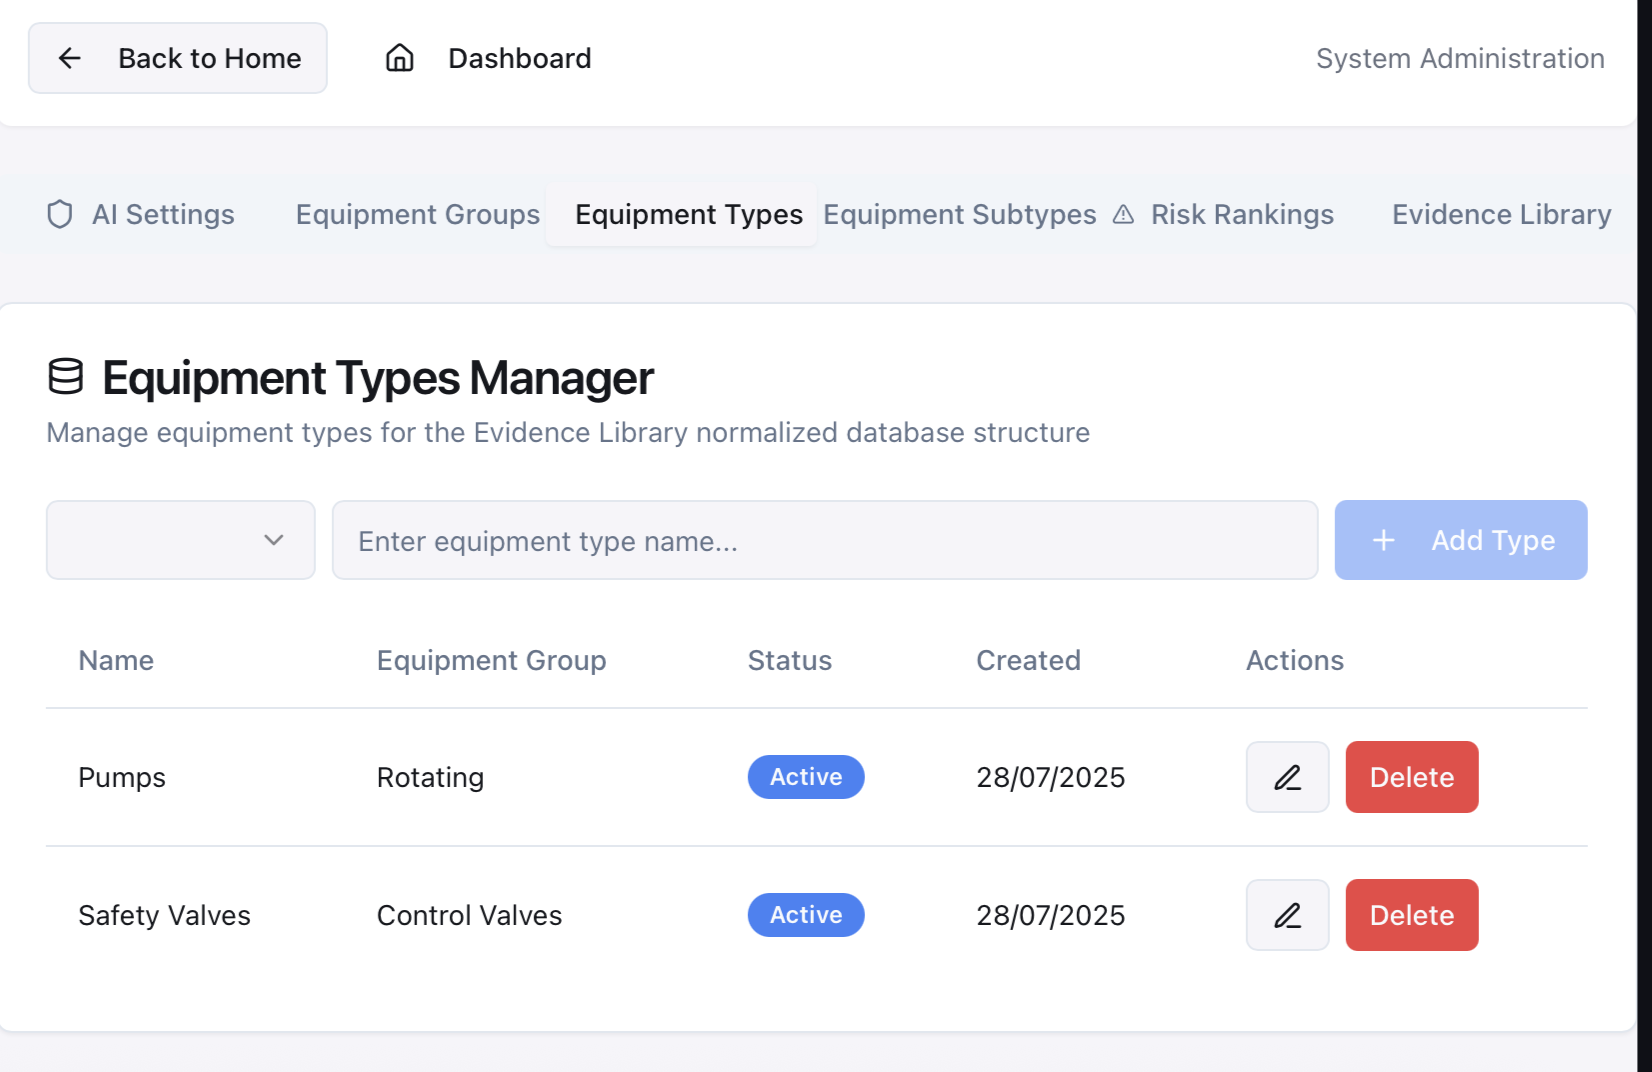 Back to Home
Dashboard
System Administration
AI Settings
Equipment Groups
Equipment Types
Equipment Subtypes
Risk Rankings
Evidence Library
Equipment Types Manager
Manage equipment types for the Evidence Library normalized database structure
Enter equipment type name...
+ Add Type
Name Equipment Group Status Created Actions
Pumps Rotating Active 28/07/2025 Delete
Safety Valves Control Valves Active 28/07/2025 Delete